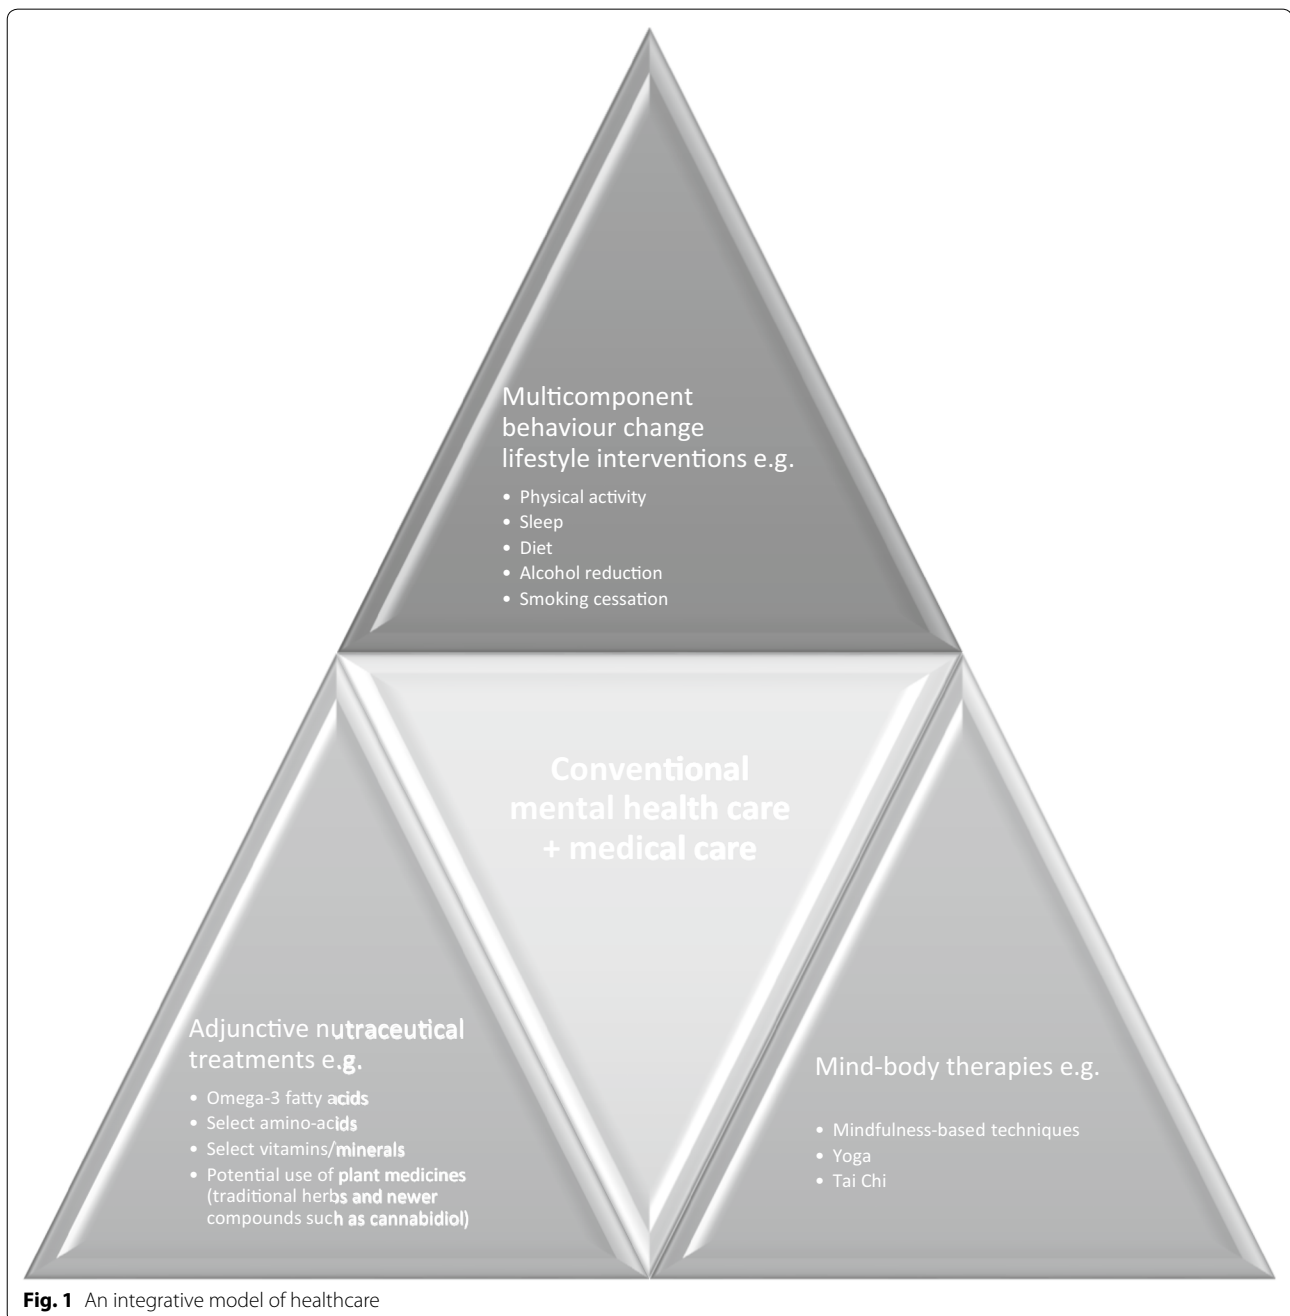 Multicomponent
behaviour change
lifestyle interventions e.g.
• Physical activity
• Sleep
• Diet
• Alcohol reduction
• Smoking cessation
Conventional
mental health care
+ medical care
Adjunctive nutraceutical
treatments e.g.
• Omega-3 fatty acids
• Select amino-acids
• Select vitamins/minerals
• Potential use of plant medicines
(traditional herbs and newer
compounds such as cannabidiol)
Mind-body therapies e.g.
• Mindfulness-based techniques
• Yoga
• Tai Chi
Fig. 1 An integrative model of healthcare